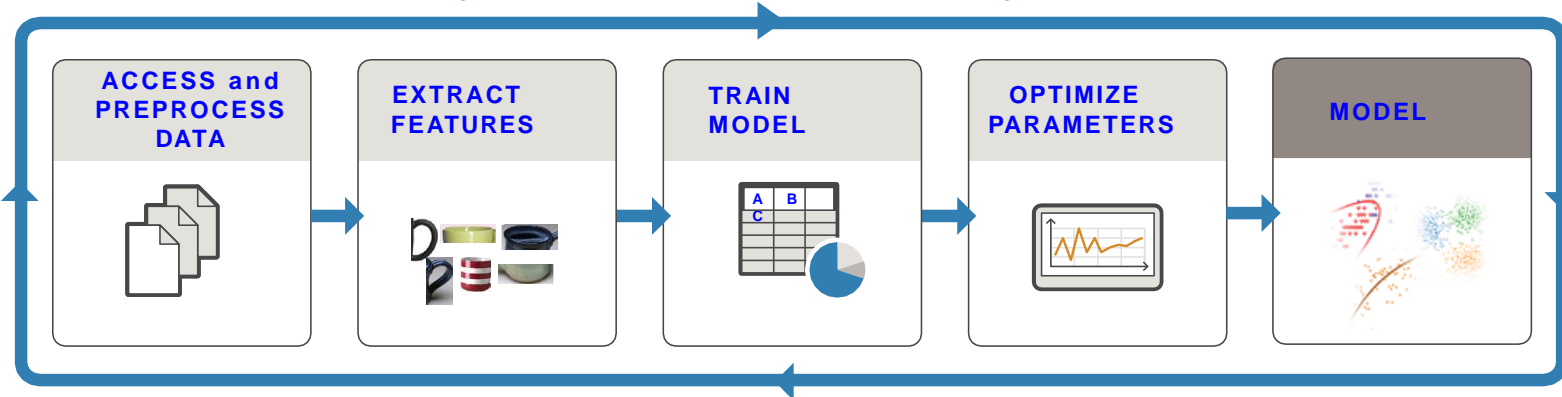 ACCESS and
PREPROCESS
DATA
EXTRACT
FEATURES
TRAIN
MODEL
OPTIMIZE
PARAMETERS
MODEL
A B
C